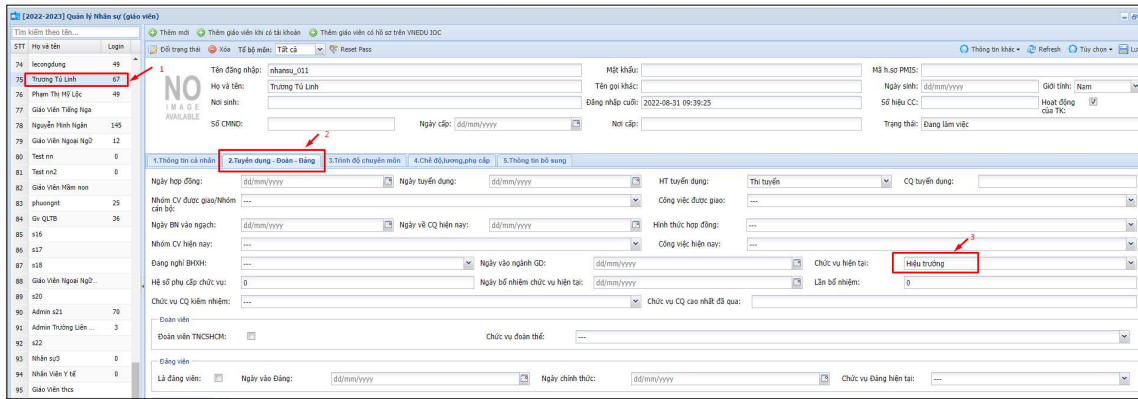 [2022-2023] Quản lý Nhân sự (giáo viên)
Tìm kiếm theo tên...
Thêm mới Thêm giáo viên khi có tài khoản Thêm giáo viên có hồ sơ trên VNEDU IOC
STT Họ và tên Login
Đổi trạng thái Xóa Tổ bộ môn: Tất cả Reset Pass Thông tin khác Refresh Tùy chọn Lưu
74 lecongdung 49
75 Trương Tú Linh 67
76 Phạm Thị Mỹ Lộc 49
77 Giáo Viên Tiếng Nga
78 Nguyễn Minh Ngân 145
79 Giáo Viên Ngoại Ngữ 12
80 Test nn 0
81 Test nn2 0
82 Giáo Viên Mầm non
83 phuongnt 25
84 Gv QLTB 36
85 s16
86 s17
87 s18
88 Giáo Viên Ngoại Ngữ...
89 s20
90 Admin s21 70
91 Admin Trường Liên ... 3
92 s22
93 Nhân sự3 0
94 Nhân Viên Y tế 0
95 Giáo Viên thcs
1
NO
IMAGE
AVAILABLE
Tên đăng nhập: nhansu_011 Mật khẩu: Mã h.sơ PMIS:
Họ và tên: Trương Tú Linh Tên gọi khác: Ngày sinh: dd/mm/yyyy Giới tính: Nam
Nơi sinh: Đăng nhập cuối: 2022-08-31 09:39:25 Số hiệu CC: Hoạt động của TK:
Số CMND: Ngày cấp: dd/mm/yyyy Nơi cấp: Trạng thái: Đang làm việc
2
1.Thông tin cá nhân 2.Tuyển dụng - Đoàn - Đảng 3.Trình độ chuyên môn 4.Chế độ,lương,phụ cấp 5.Thông tin bổ sung
Ngày hợp đồng: dd/mm/yyyy Ngày tuyển dụng: dd/mm/yyyy HT tuyển dụng: Thi tuyển CQ tuyển dụng:
Nhóm CV được giao/Nhóm cán bộ: --- Công việc được giao: ---
Ngày BN vào ngạch: dd/mm/yyyy Ngày về CQ hiện nay: dd/mm/yyyy Hình thức hợp đồng: ---
Nhóm CV hiện nay: --- Công việc hiện nay: ---
3
Đang nghỉ BHXH: --- Ngày vào ngành GD: dd/mm/yyyy Chức vụ hiện tại: Hiệu trưởng
Hệ số phụ cấp chức vụ: 0 Ngày bổ nhiệm chức vụ hiện tại: dd/mm/yyyy Lần bổ nhiệm: 0
Chức vụ CQ kiêm nhiệm: --- Chức vụ CQ cao nhất đã qua:
Đoàn viên
Đoàn viên TNCSHCM: Chức vụ đoàn thể: ---
Đảng viên
Là đảng viên: Ngày vào Đảng: dd/mm/yyyy Ngày chính thức: dd/mm/yyyy Chức vụ Đảng hiện tại: ---